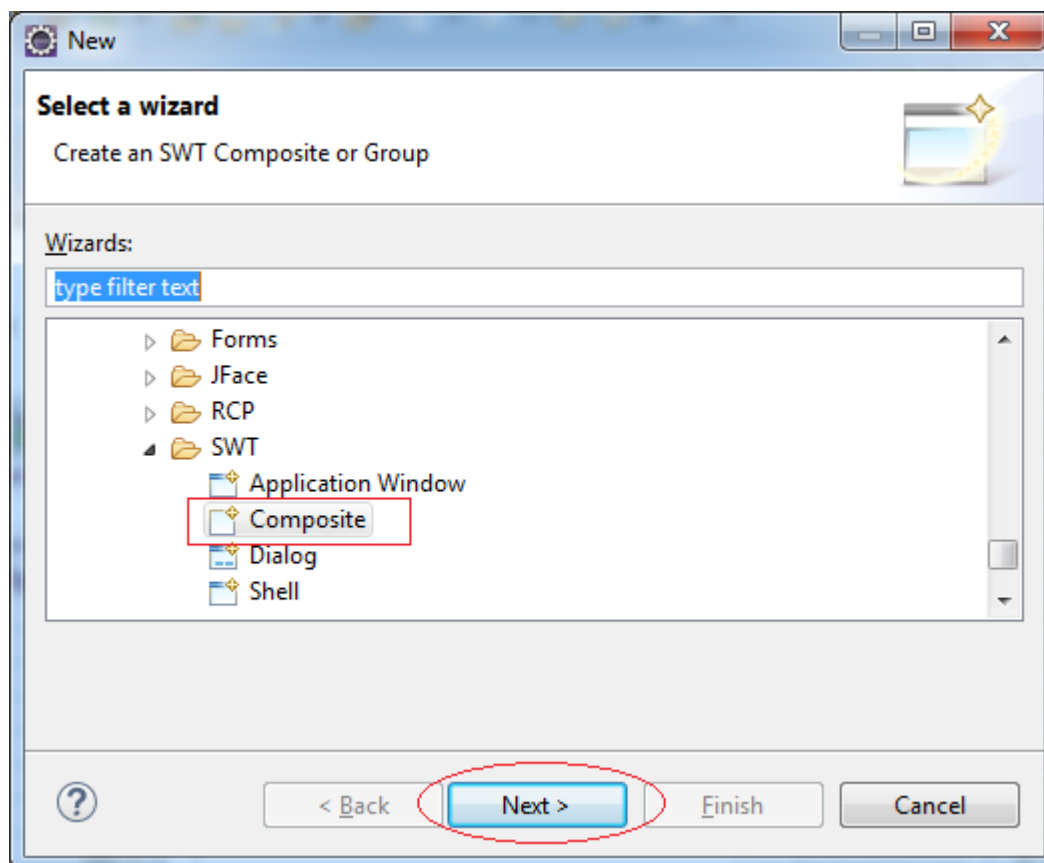 New
Select a wizard
Create an SWT Composite or Group
Wizards:
type filter text
Forms
JFace
RCP
SWT
Application Window
Composite
Dialog
Shell
? < Back Next > Finish Cancel